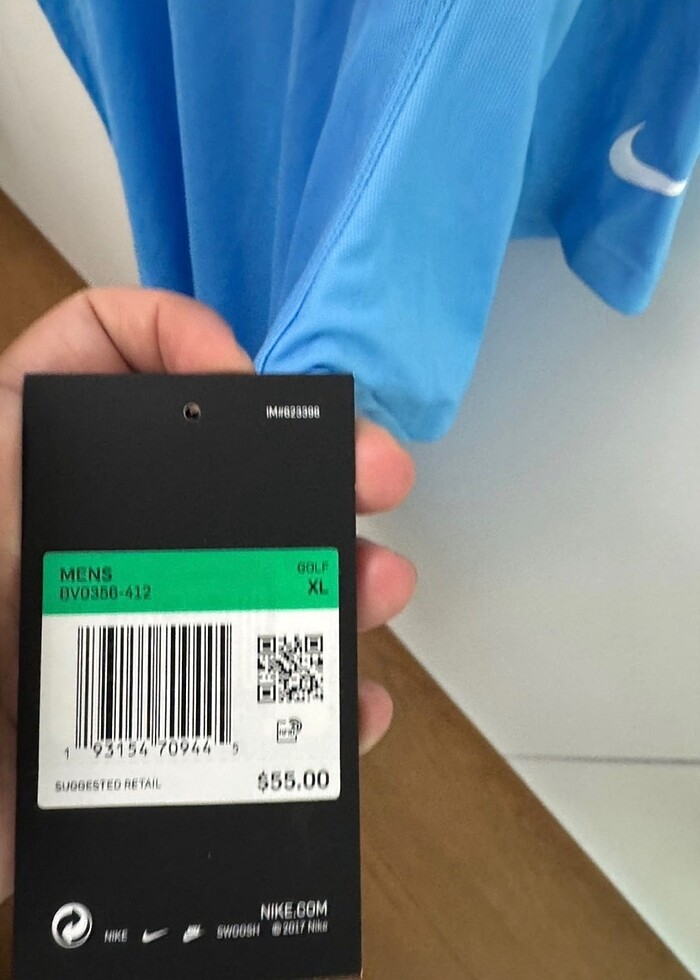 IM#823398
MENS
BV0356-412
GOLF
XL
1 93154 70944 5
SUGGESTED RETAIL
$55.00
NIKE.COM
NIKE SWOOSH © 2017 Nike